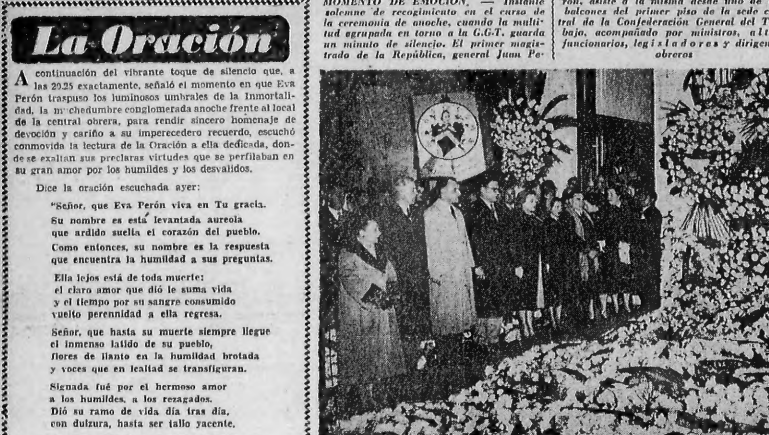 La Oración
A continuación del vibrante toque de silencio que, a
las 20.25 exactamente, señaló el momento en que Eva
Perón traspuso los luminosos umbrales de la Inmortali-
dad, la muchedumbre conglomerada anoche frente al local
de la central obrera, para rendir sincero homenaje de
devoción y cariño a su imperecedero recuerdo, escuchó
conmovida la lectura de la Oración a ella dedicada, don-
de se exaltan sus preclaras virtudes que se perfilaban en
su gran amor por los humildes y los desvalidos.
Dice la oración escuchada ayer:
"Señor, que Eva Perón viva en Tu gracia.
Su nombre es está levantada aureola
que ardido suelta el corazón del pueblo.
Como entonces, su nombre es la respuesta
que encuentra la humildad a sus preguntas.
Ella lejos está de toda muerte:
el claro amor que dió le suma vida
y el tiempo por su sangre consumido
vuelto perennidad a ella regresa.
Señor, que hasta su muerte siempre llegue
el inmenso latido de su pueblo,
flores de llanto en la humildad brotada
y voces que en lealtad se transfiguran.
Signada fué por el hermoso amor
a los humildes, a los rezagados.
Dió su ramo de vida día tras día,
con dulzura, hasta ser tallo yacente,
MOMENTO DE EMOCION. — Instante
solemne de recogimiento en el curso de
la ceremonia de anoche, cuando la multi-
tud agrupada en torno a la C.G.T. guarda
un minuto de silencio. El primer magis-
trado de la República, general Juan Pe-
rón, asiste a la misma desde uno de
balcones del primer piso de la sede c
tral de la Confederación General del T
bajo, acompañado por ministros, alt
funcionarios, legisladores y dirigen
obreros